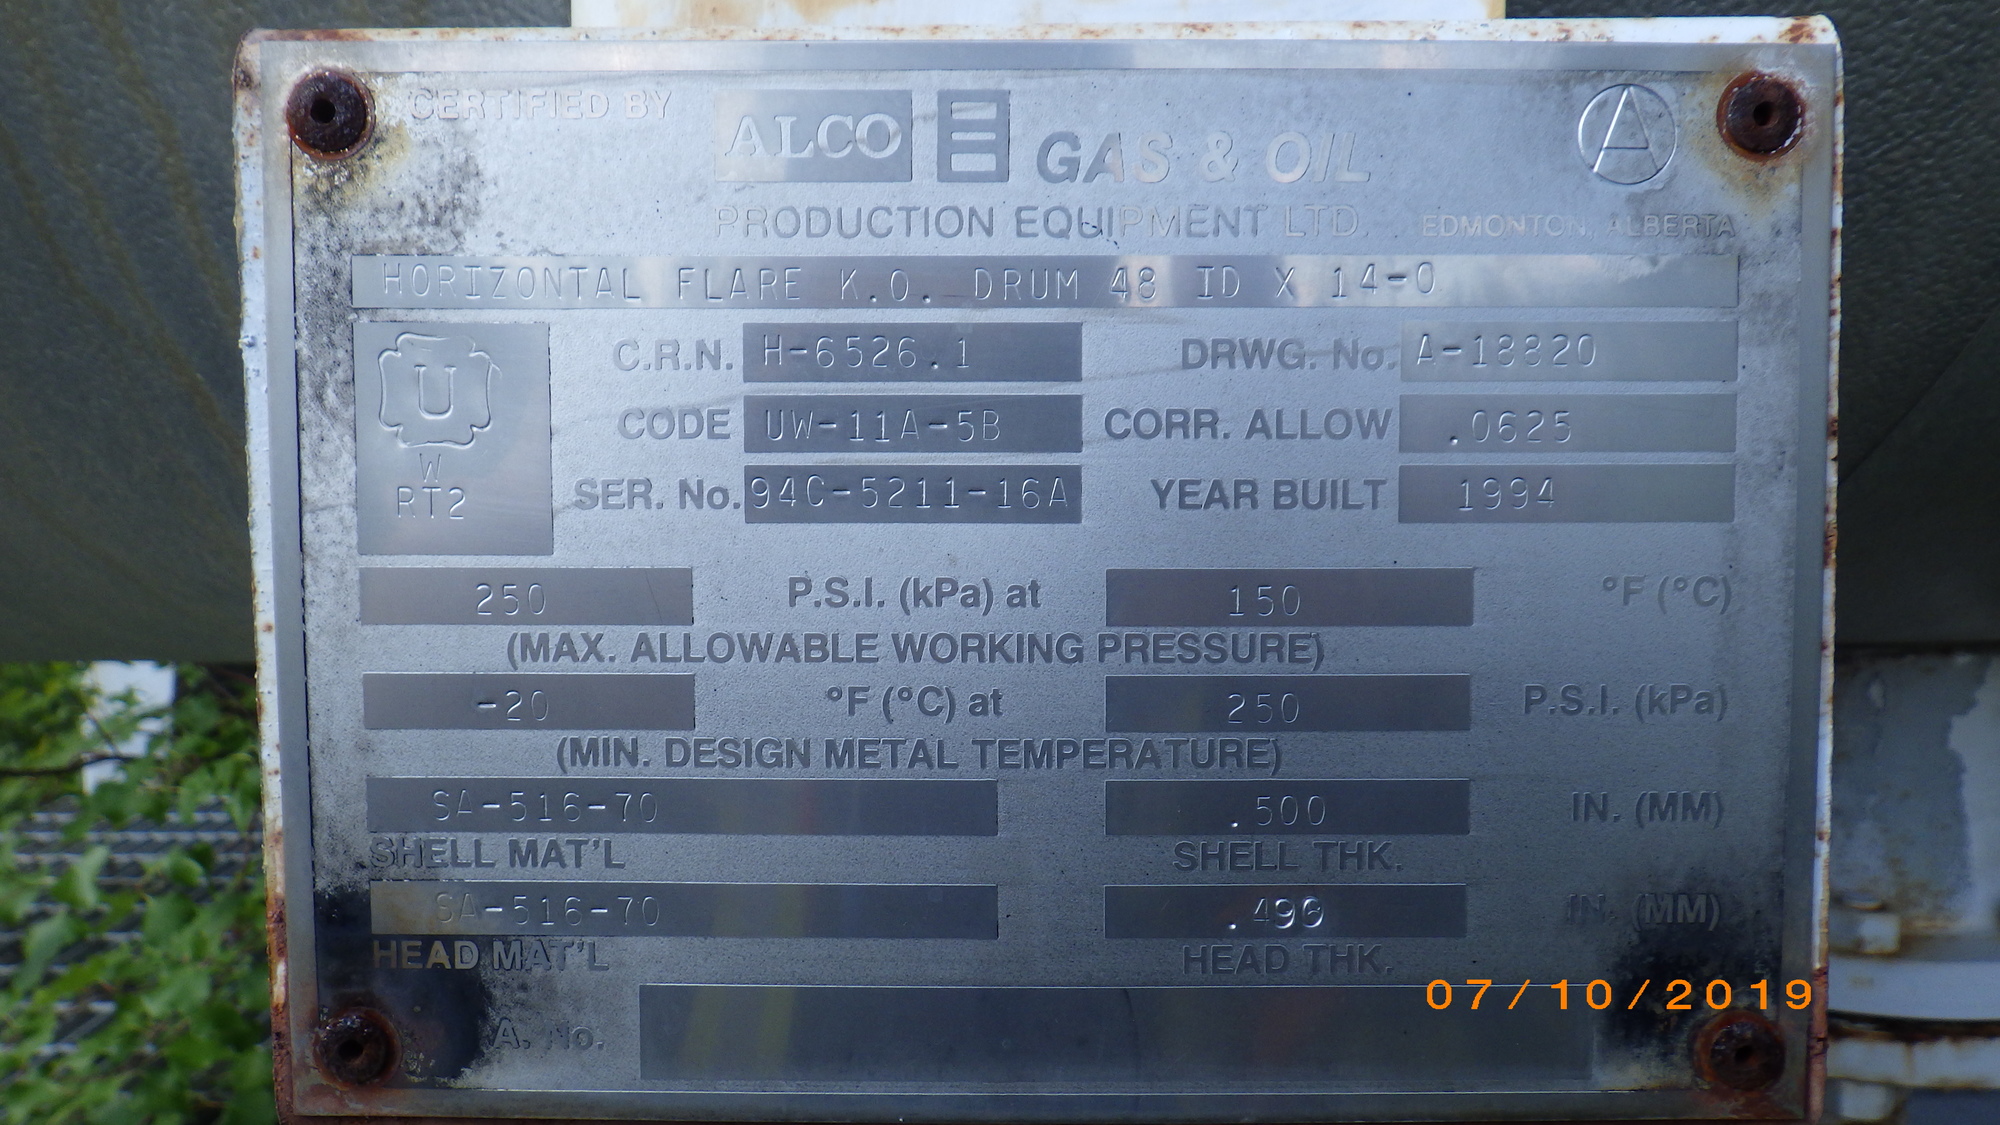 CERTIFIED BY ALCO GAS & OIL A
PRODUCTION EQUIPMENT LTD. EDMONTON, ALBERTA
HORIZONTAL FLARE K.O. DRUM 48 ID X 14-0
U
W
RT2
C.R.N. H-6526.1 DRWG. No. A-18820
CODE UW-11A-5B CORR. ALLOW .0625
SER. No. 94C-5211-16A YEAR BUILT 1994
250 P.S.I. (kPa) at 150 °F (°C)
(MAX. ALLOWABLE WORKING PRESSURE)
-20 °F (°C) at 250 P.S.I. (kPa)
(MIN. DESIGN METAL TEMPERATURE)
SA-516-70 .500 IN. (MM)
SHELL MAT'L SHELL THK.
SA-516-70 IN. (MM)
HEAD MAT'L HEAD THK.
A. No.
07/10/2019